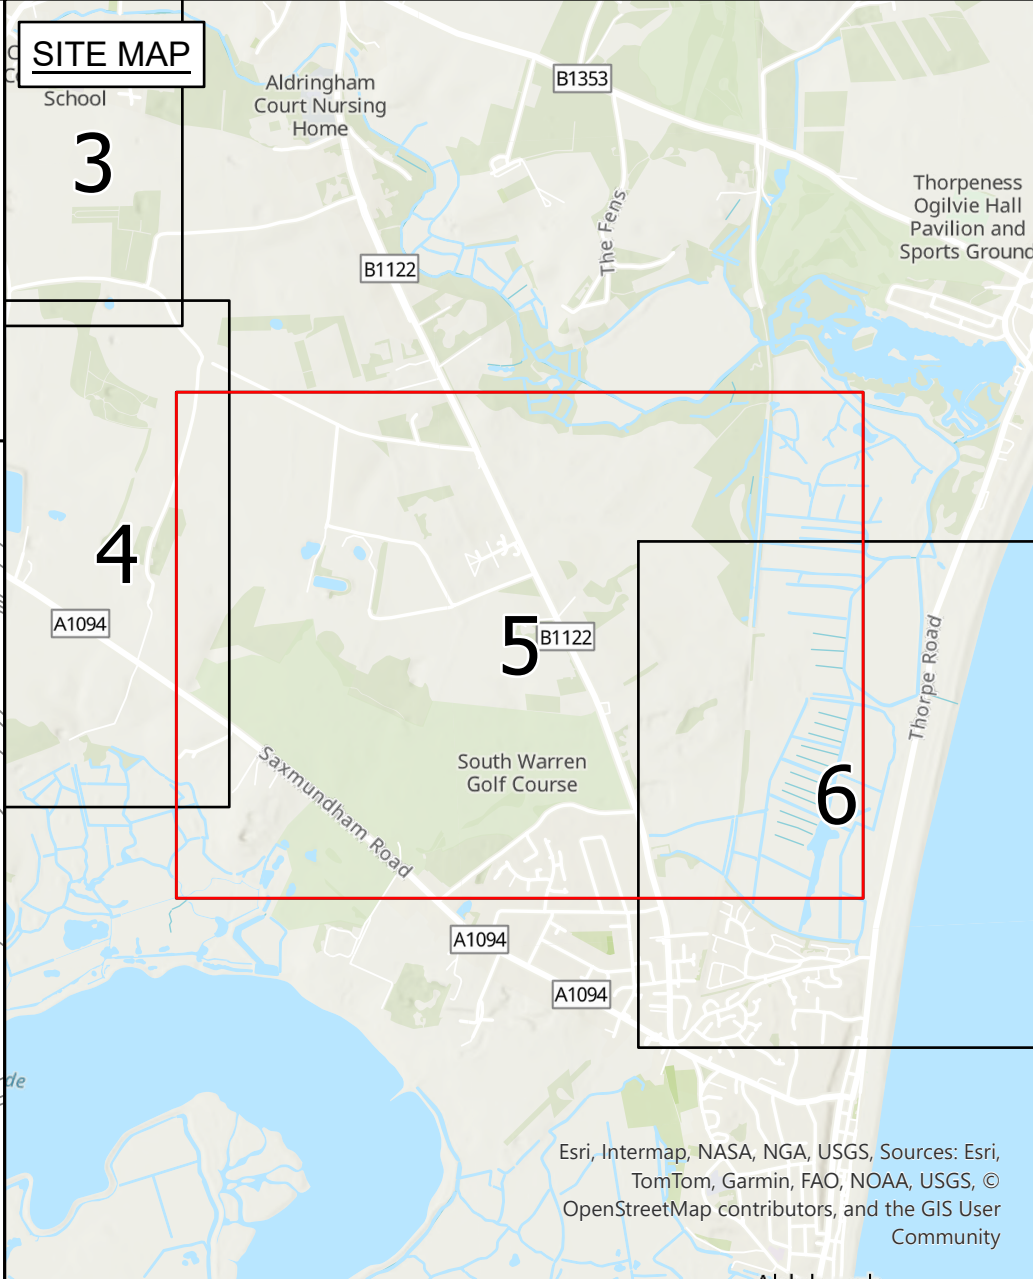 SITE MAP
School
3
Aldringham
Court Nursing
Home
B1353
The Fens
Thorpeness
Ogilvie Hall
Pavilion and
Sports Ground
B1122
4
A1094
5
B1122
Thorpe Road
South Warren
Golf Course
6
Saxmundham Road
A1094
A1094
Esri, Intermap, NASA, NGA, USGS, Sources: Esri,
TomTom, Garmin, FAO, NOAA, USGS, ©
OpenStreetMap contributors, and the GIS User
Community